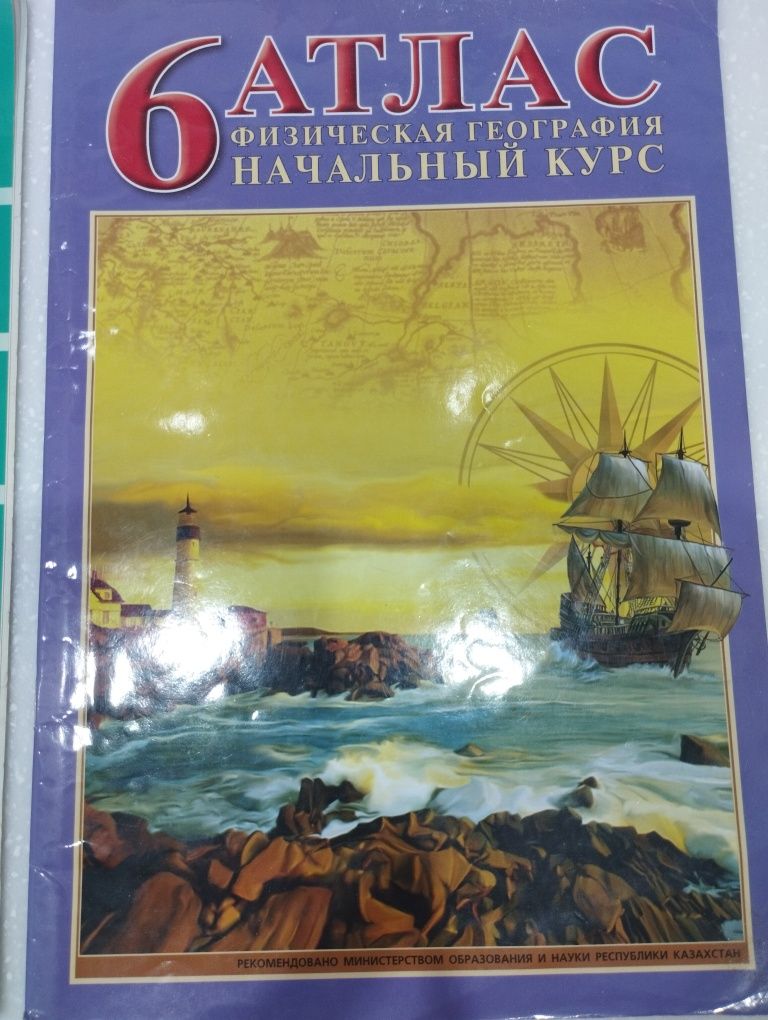 6 АТЛАС
ФИЗИЧЕСКАЯ ГЕОГРАФИЯ
НАЧАЛЬНЫЙ КУРС
РЕКОМЕНДОВАНО МИНИСТЕРСТВОМ ОБРАЗОВАНИЯ И НАУКИ РЕСПУБЛИКИ КАЗАХСТАН